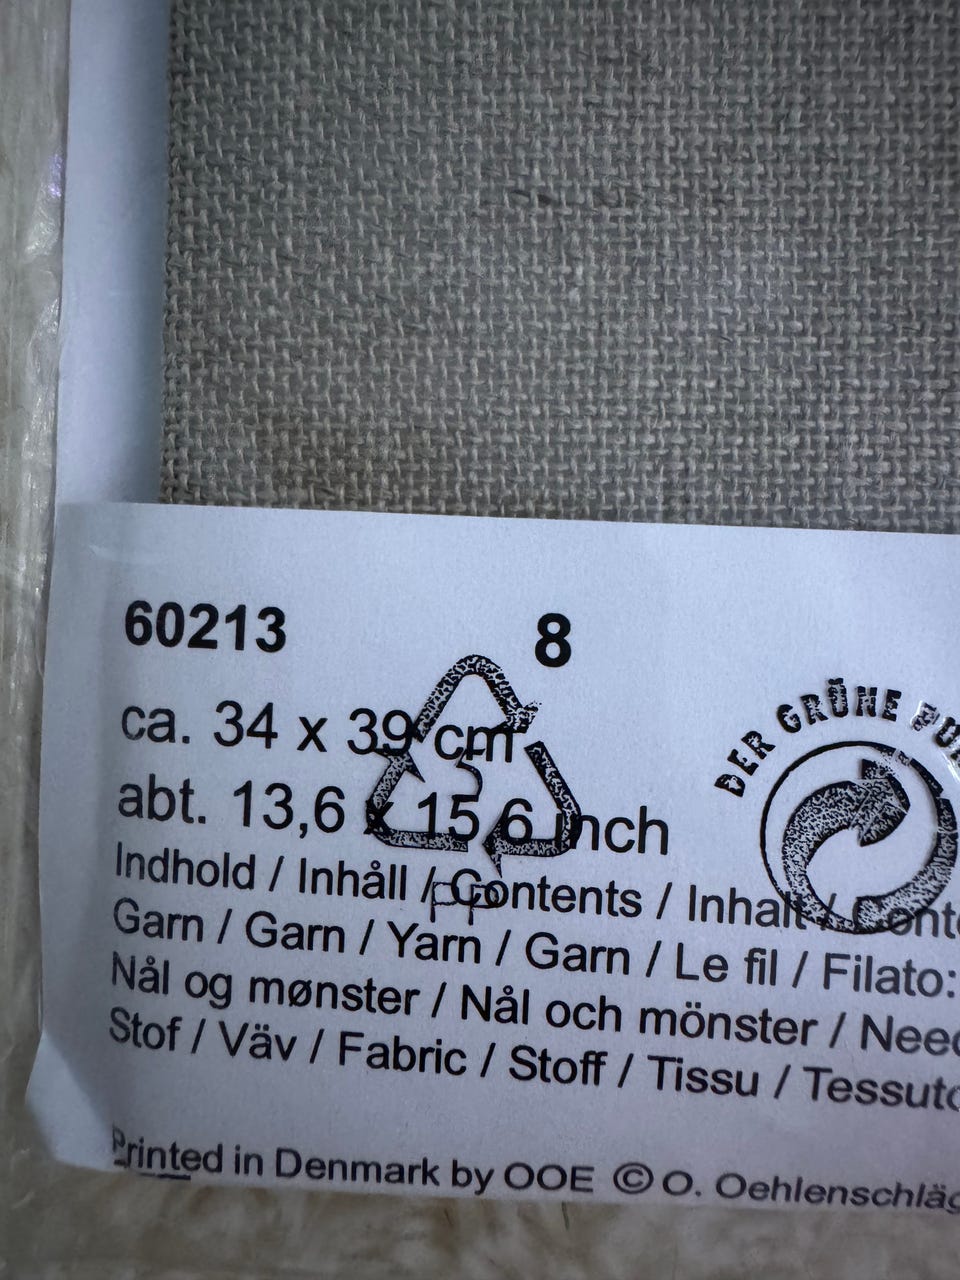 60213 8
ca. 34 x 39 cm
abt. 13,6 x 15,6 inch
5
PP
DER GRÜNE
Indhold / Inhåll / Contents / Inhalt /
Garn / Garn / Yarn / Garn / Le fil / Filato:
Nål og mønster / Nål och mönster /
Stof / Väv / Fabric / Stoff / Tissu /
Printed in Denmark by OOE © O.